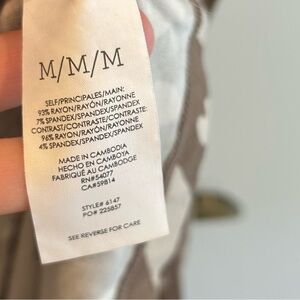 M/M/M
SELF/PRINCIPALES/MAIN:
93% RAYON/RAYÓN/RAYONNE
7% SPANDEX/SPANDEX/SPANDEX
CONTRAST/CONTRASTE/CONTRASTE:
96% RAYON/RAYÓN/RAYONNE
4% SPANDEX/SPANDEX/SPANDEX
MADE IN CAMBODIA
HECHO EN CAMBOYA
FABRIQUÉ AU CAMBODGE
RN#54077
CA#59814
STYLE# 6147
PO# 225857
SEE REVERSE FOR CARE